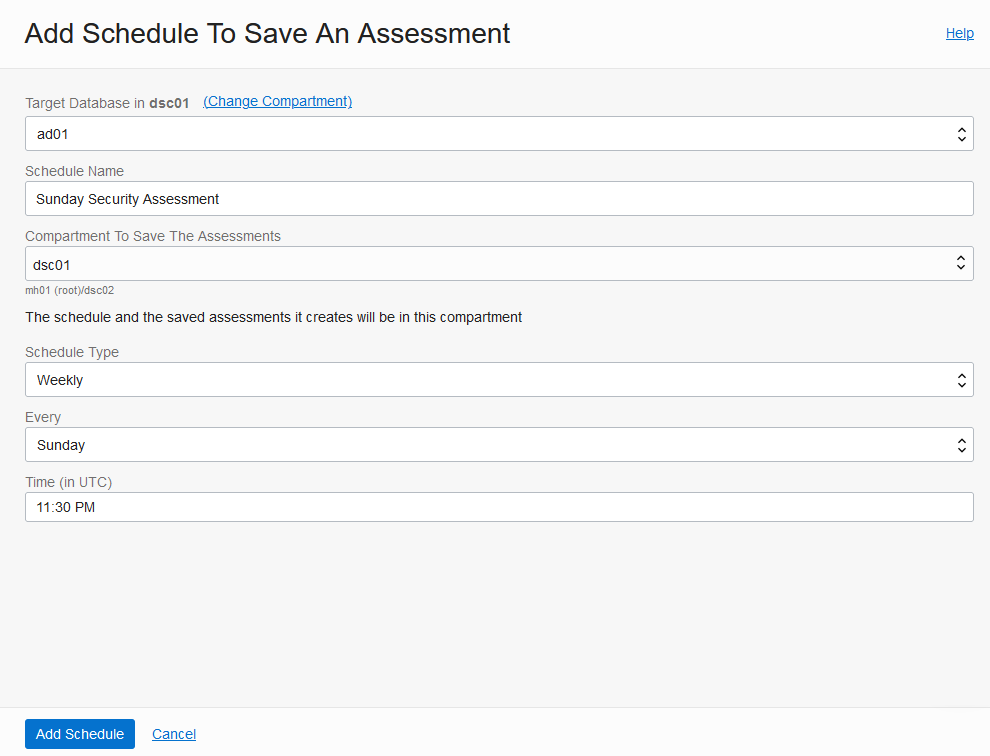 Add Schedule To Save An Assessment
Help
Target Database in dsc01 (Change Compartment)
ad01
Schedule Name
Sunday Security Assessment
Compartment To Save The Assessments
dsc01
mh01 (root)/dsc02
The schedule and the saved assessments it creates will be in this compartment
Schedule Type
Weekly
Every
Sunday
Time (in UTC)
11:30 PM
Add Schedule Cancel